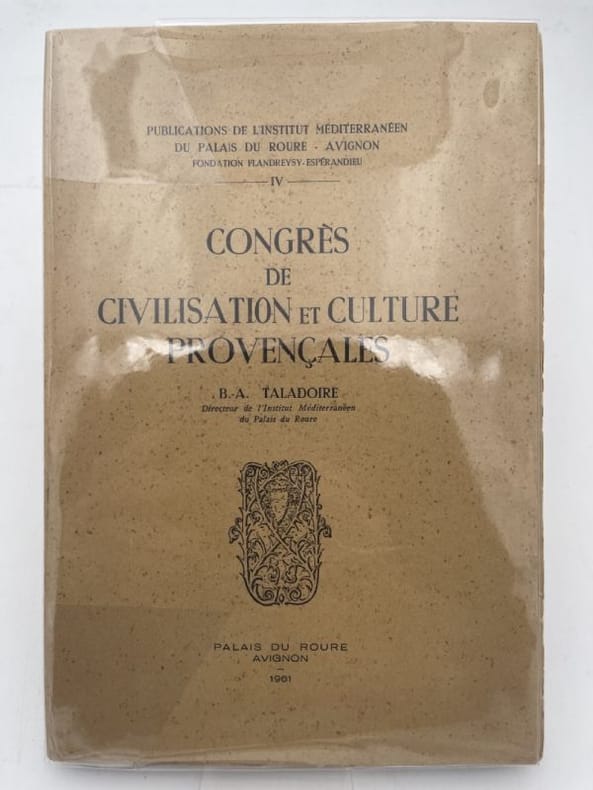 PUBLICATIONS DE L'INSTITUT MÉDITERRANÉEN
DU PALAIS DU ROURE - AVIGNON
FONDATION FLANDREYSY-ESPÉRANDIEU
IV
CONGRÈS
DE
CIVILISATION ET CULTURE
PROVENÇALES
B.-A. TALADOIRE
Directeur de l'Institut Méditerranéen
du Palais du Roure
PALAIS DU ROURE
AVIGNON
1961